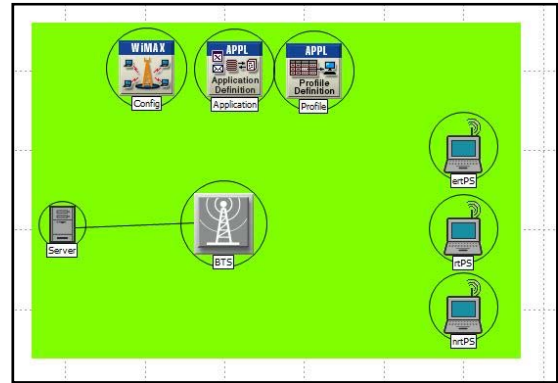 WiMAX
Config
APPL
Application
Definition
Application
APPL
Profile
Definition
Profile
ertPS
Server
BTS
rtPS
nrtPS